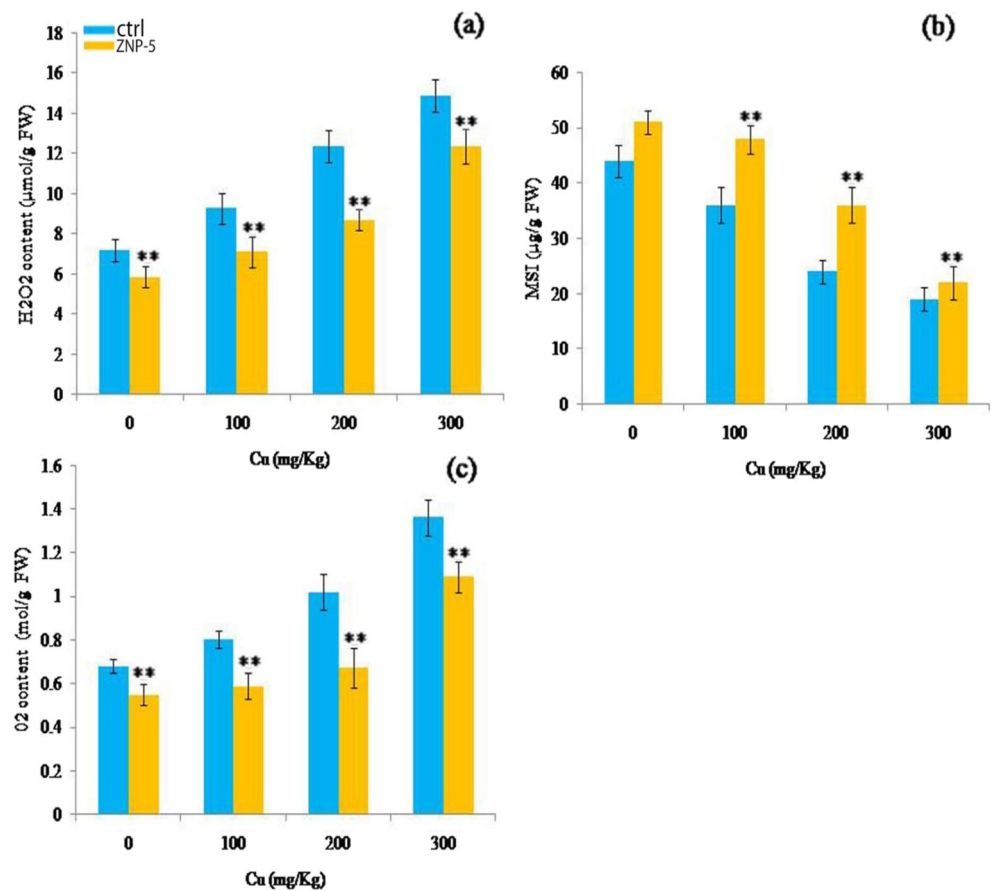 (a)
ctrl
ZNP-5
H2O2 content (µmol/g FW)
18
16
14
12
10
8
6
4
2
0
**
**
**
**
0 100 200 300
Cu (mg/Kg)
(b)
MSI (µg/g FW)
60
50
40
30
20
10
0
**
**
**
0 100 200 300
Cu (mg/Kg)
(c)
02 content (mol/g FW)
1.6
1.4
1.2
1
0.8
0.6
0.4
0.2
0
**
**
**
**
0 100 200 300
Cu (mg/Kg)